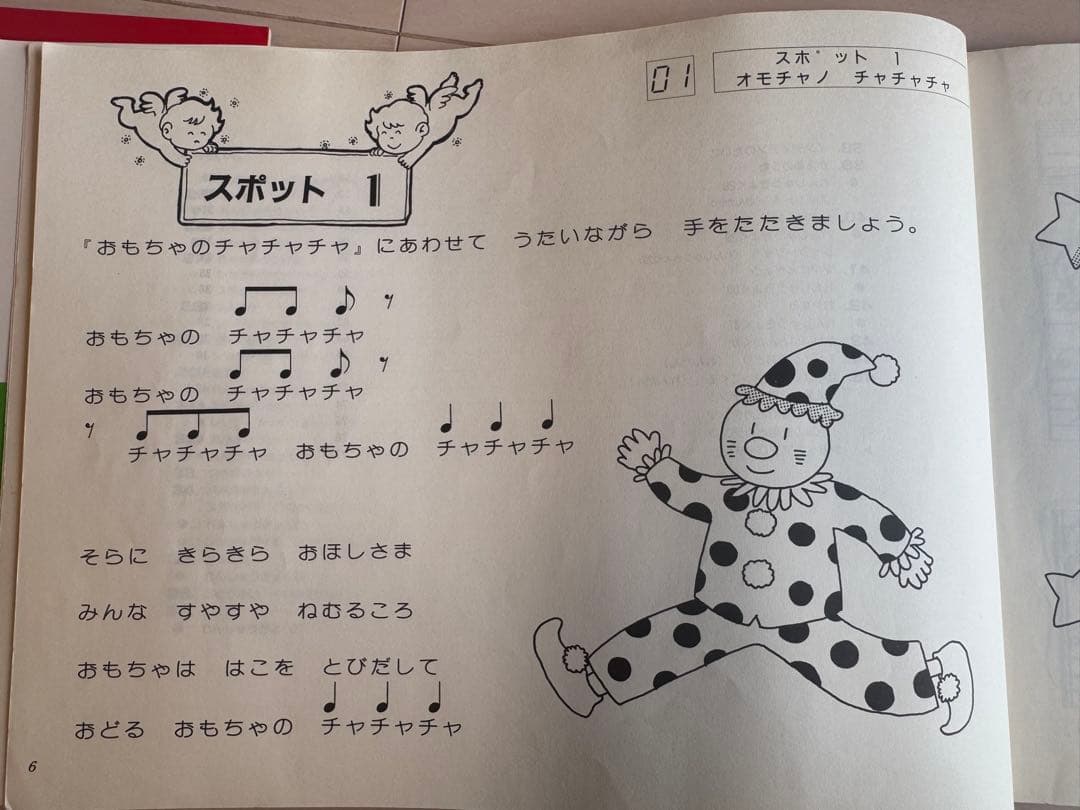 01
スポット 1
オモチャノ チャチャチャ
スポット 1
『おもちゃのチャチャチャ』にあわせて うたいながら 手をたたきましょう。
おもちゃの チャチャチャ
おもちゃの チャチャチャ
チャチャチャ おもちゃの チャチャチャ
そらに きらきら おほしさま
みんな すやすや ねむるころ
おもちゃは はこを とびだして
おどる おもちゃの チャチャチャ
6